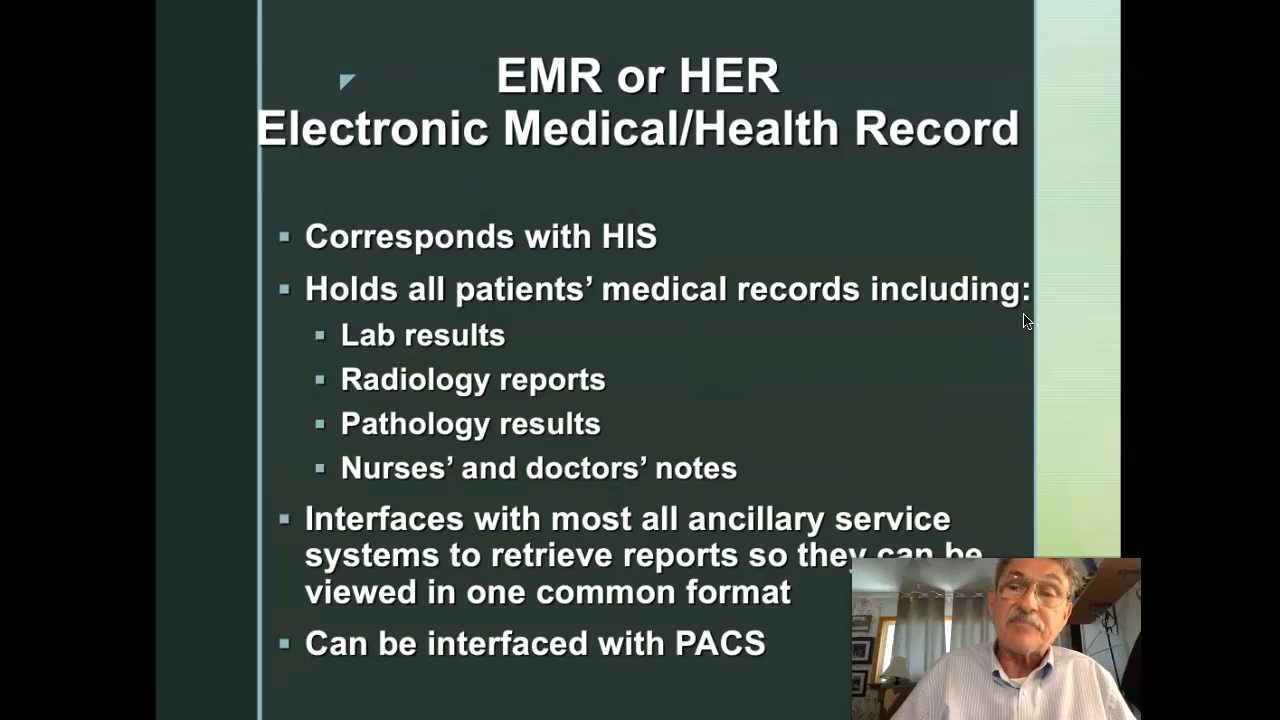 EMR or HER
Electronic Medical/Health Record
Corresponds with HIS
Holds all patients’ medical records including:
Lab results
Radiology reports
Pathology results
Nurses’ and doctors’ notes
Interfaces with most all ancillary service
systems to retrieve reports so they can be
viewed in one common format
Can be interfaced with PACS